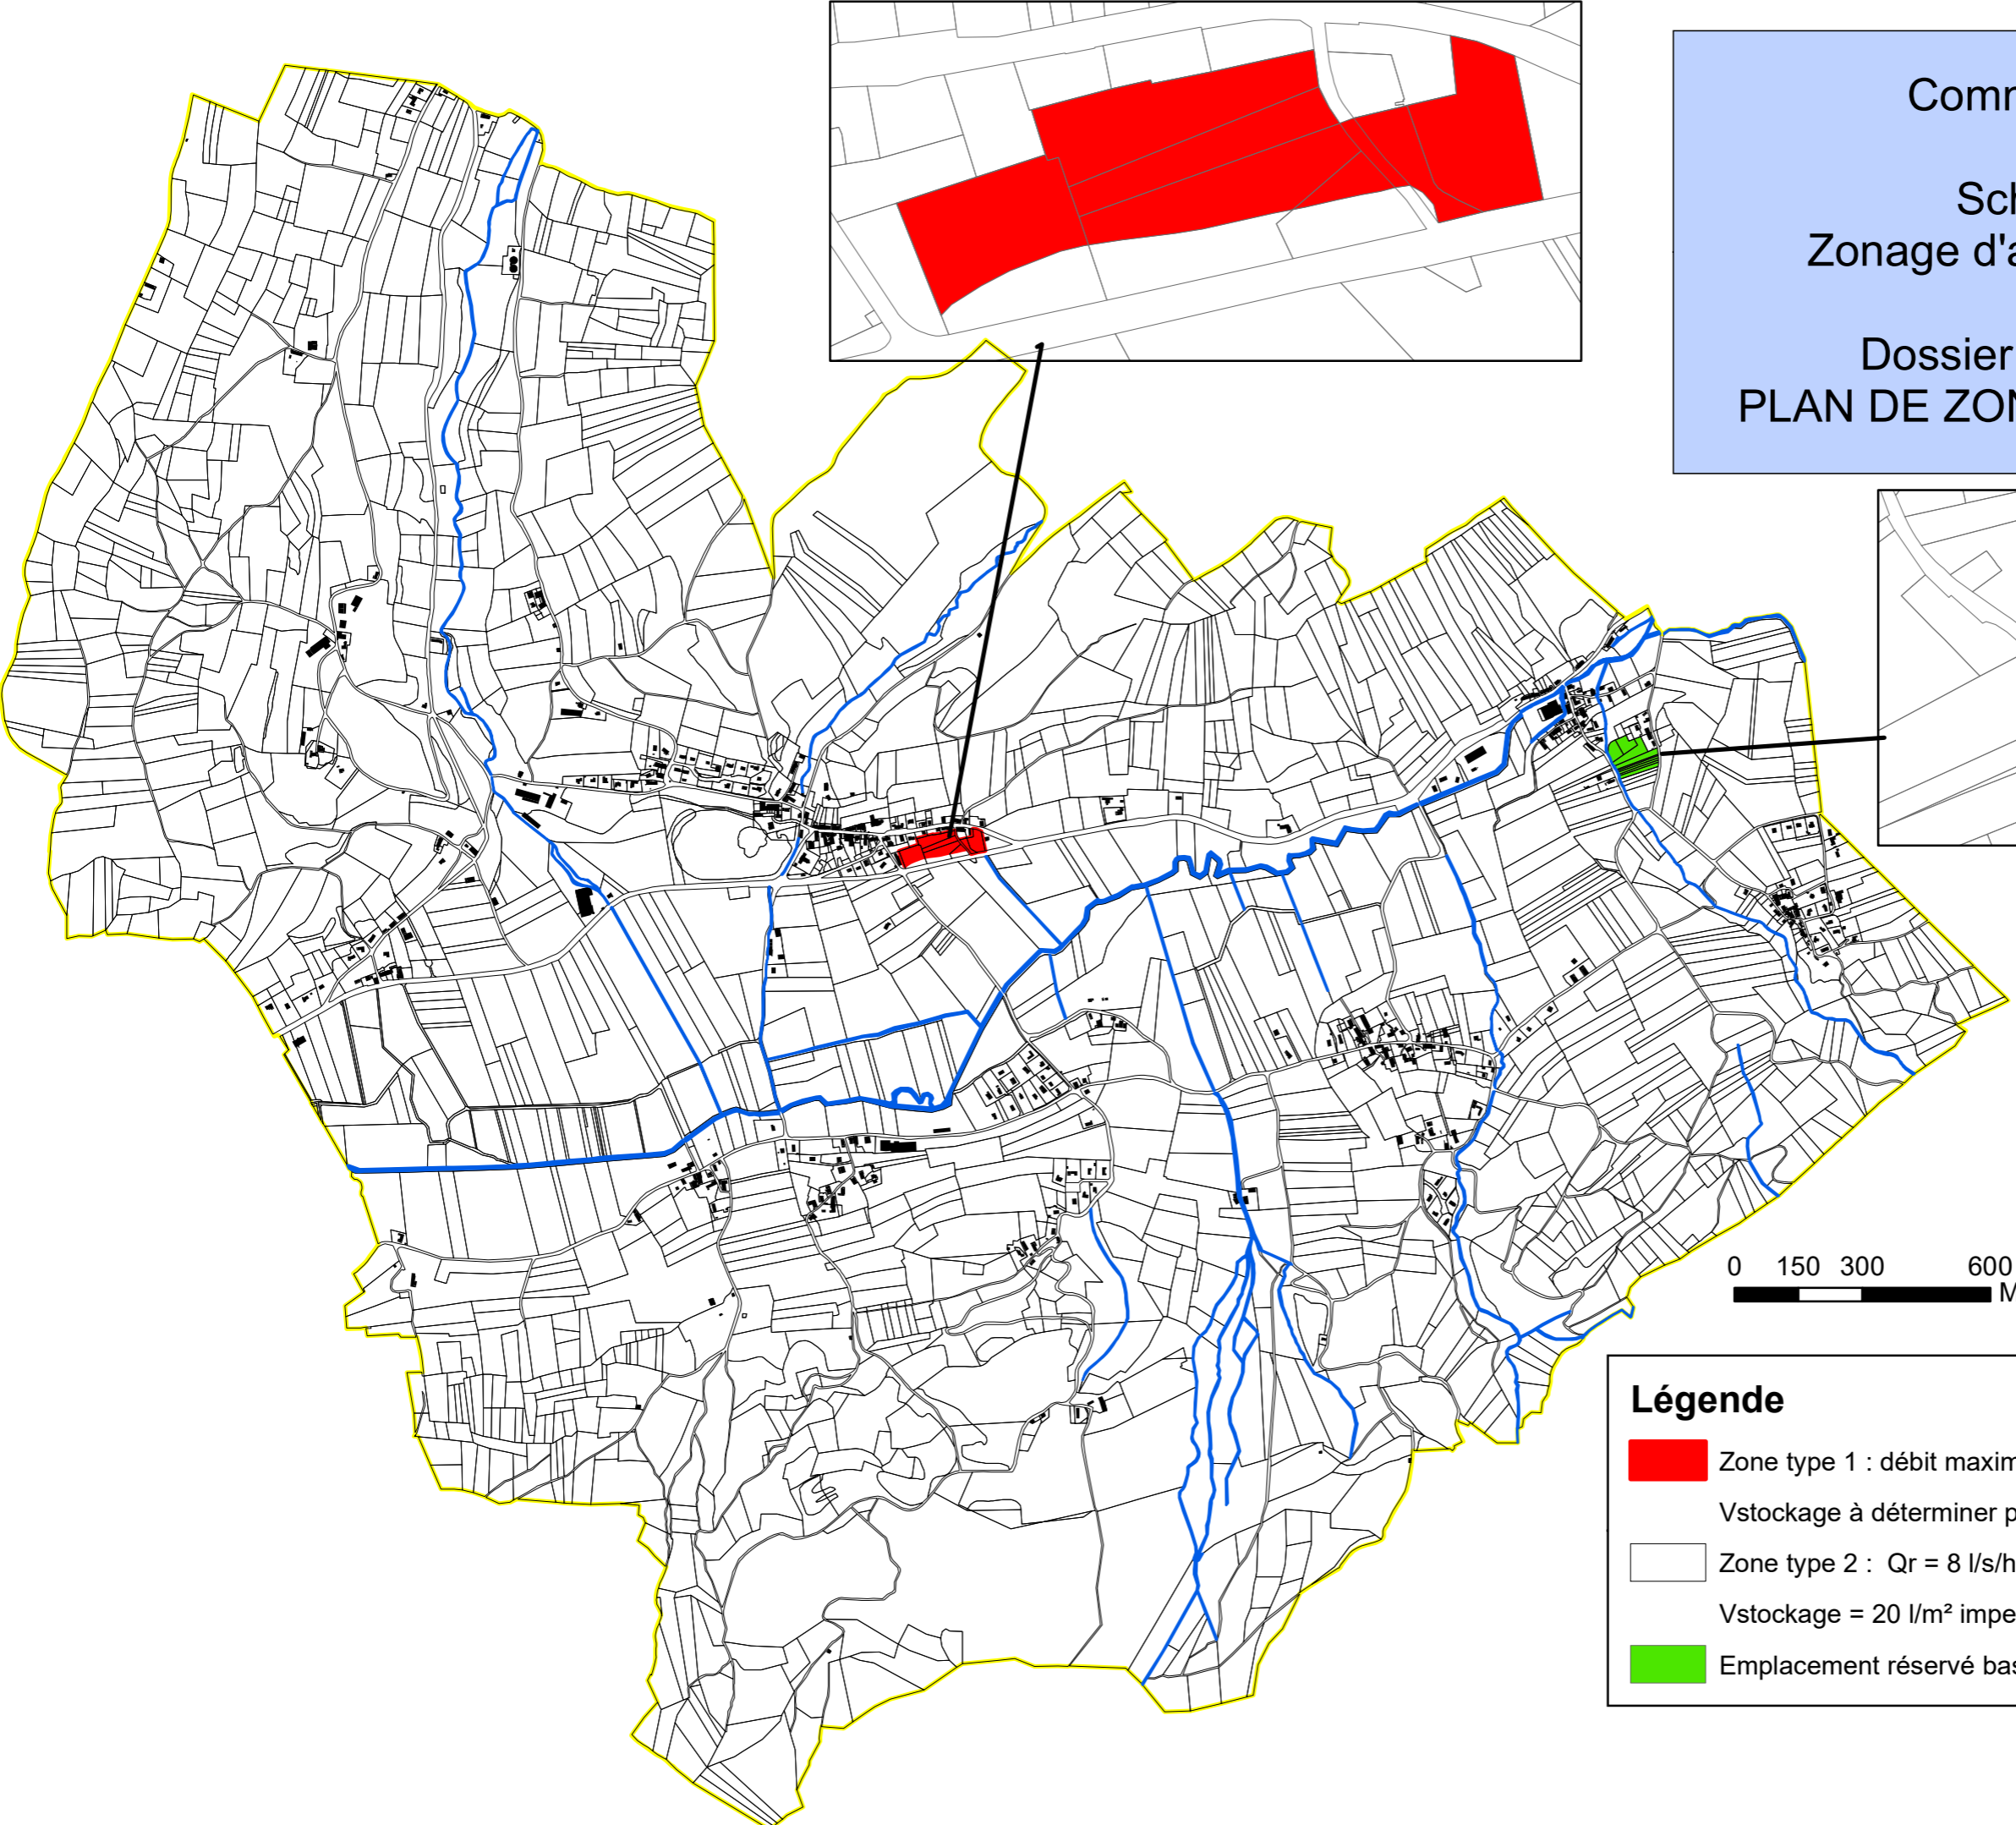 Comm
Sch
Zonage d'a
Dossier
PLAN DE ZON
0 150 300 600
M
Légende
Zone type 1 : débit maxim
Vstockage à déterminer p
Zone type 2 : Qr = 8 l/s/h
Vstockage = 20 l/m² impe
Emplacement réservé bas